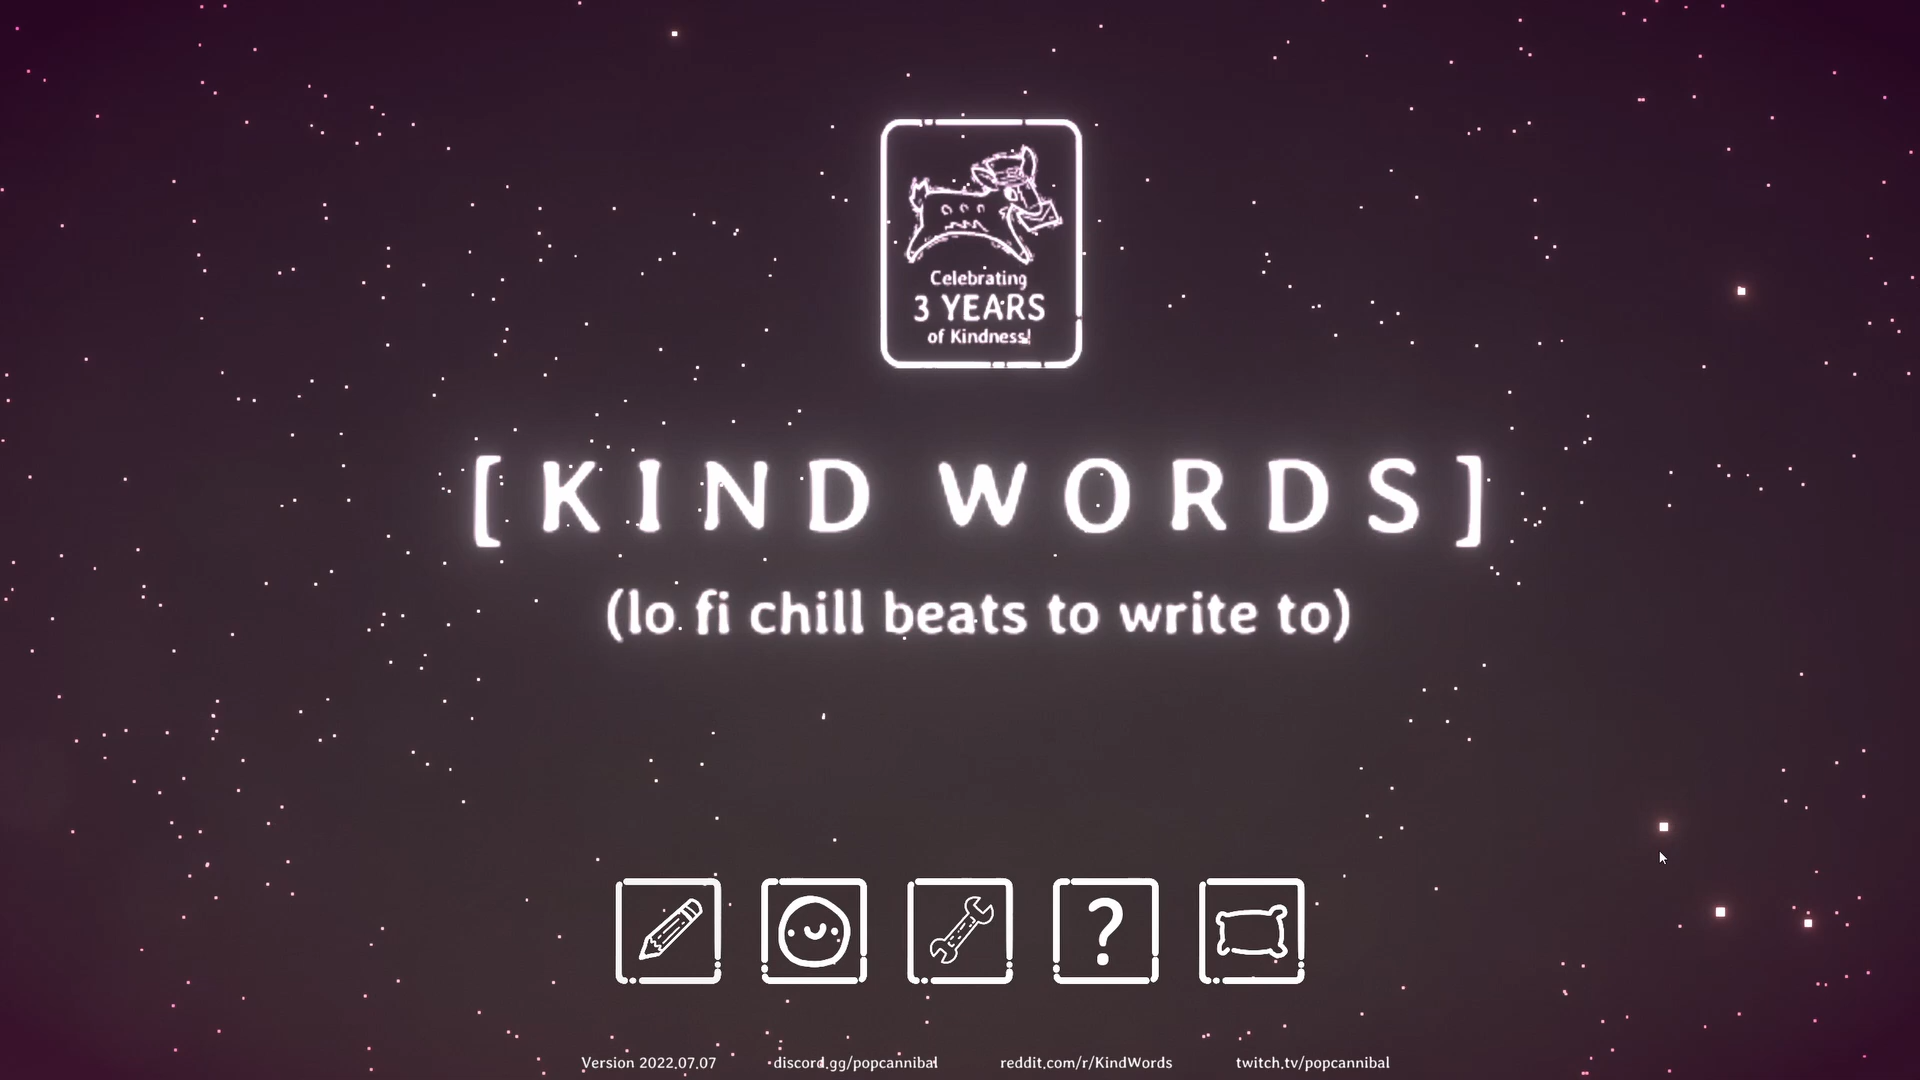 Celebrating
3 YEARS
of Kindness!
[KIND WORDS]
(lo fi chill beats to write to)
?
Version 2022.07.07 discord.gg/popcannibal reddit.com/r/KindWords twitch.tv/popcannibal